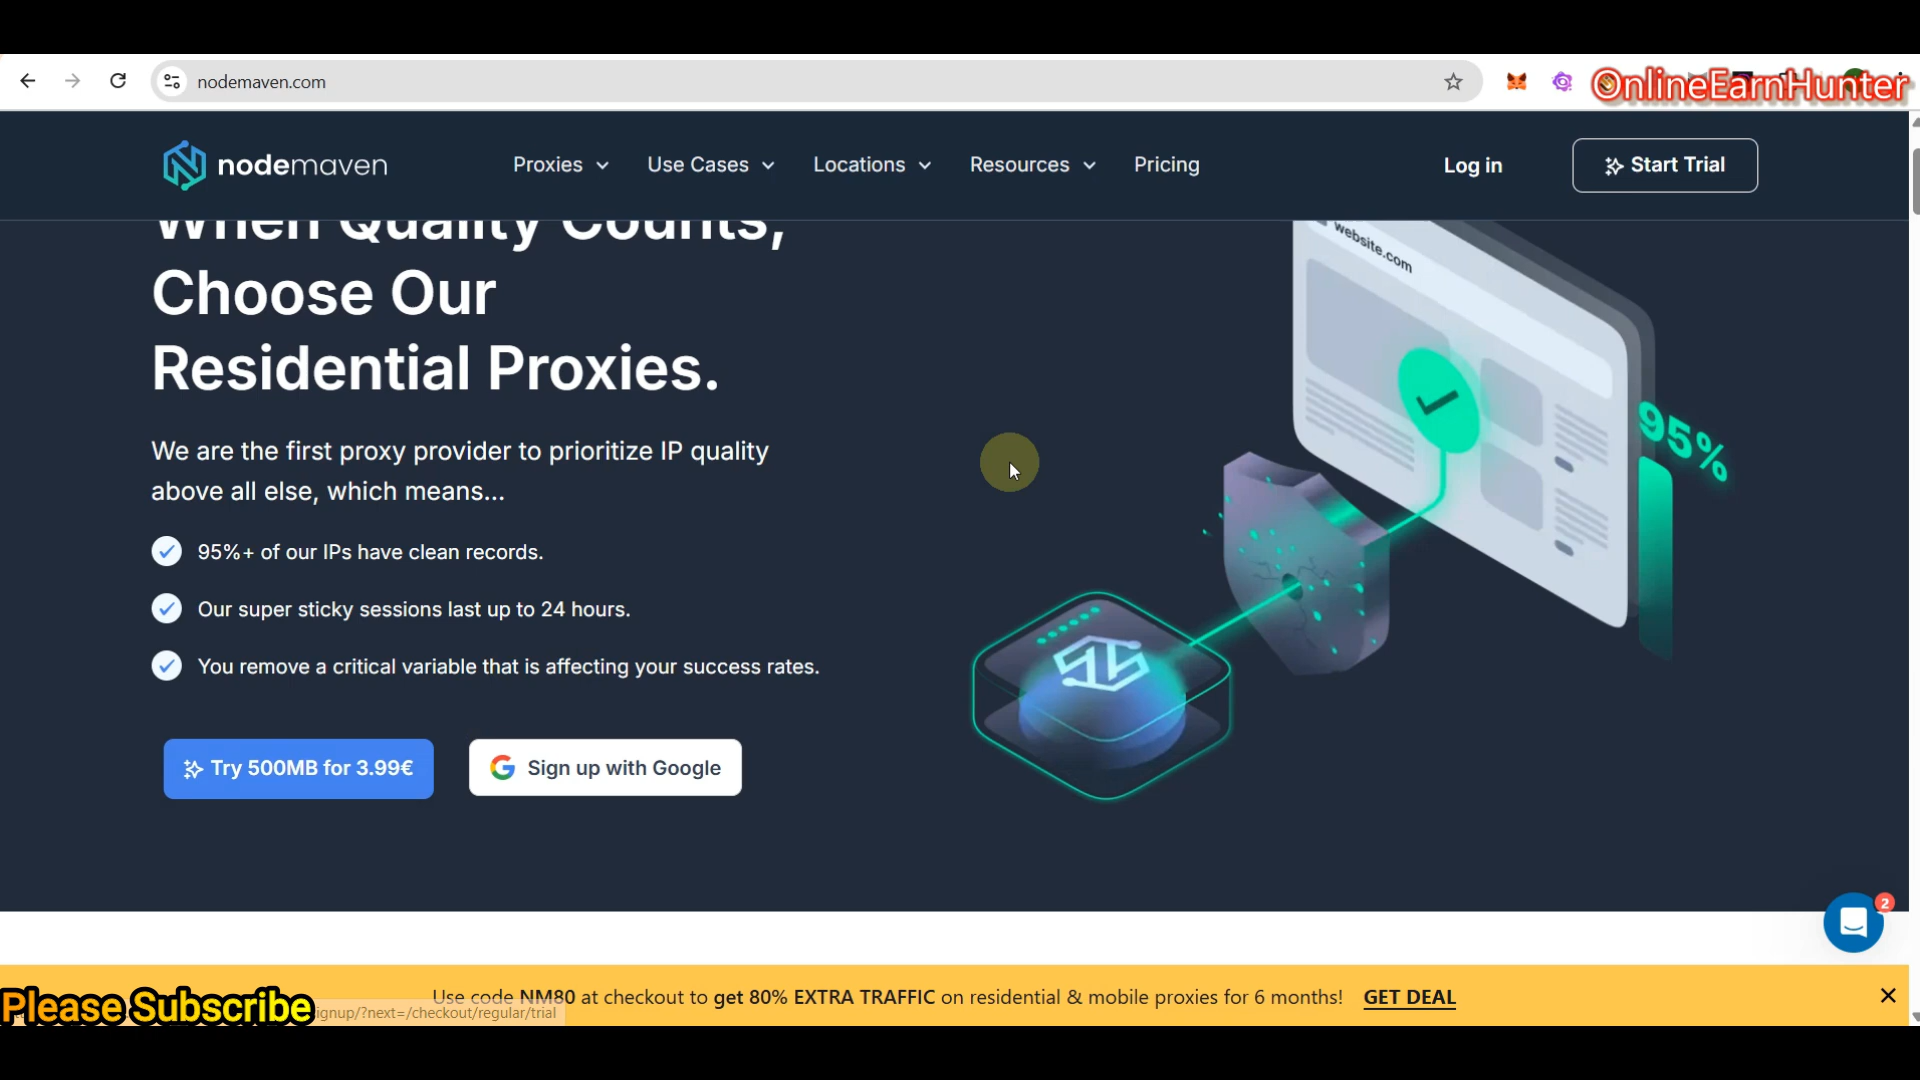 nodemaven.com
OnlineEarnHunter
nodemaven
Proxies
Use Cases
Locations
Resources
Pricing
Log in
Start Trial
When Quality Counts,
Choose Our
Residential Proxies.
website.com
95%
We are the first proxy provider to prioritize IP quality
above all else, which means...
95%+ of our IPs have clean records.
Our super sticky sessions last up to 24 hours.
You remove a critical variable that is affecting your success rates.
Try 500MB for 3.99€
Sign up with Google
2
Use code NM80 at checkout to get 80% EXTRA TRAFFIC on residential & mobile proxies for 6 months! GET DEAL
Please Subscribe
ignup/?next=/checkout/regular/trial